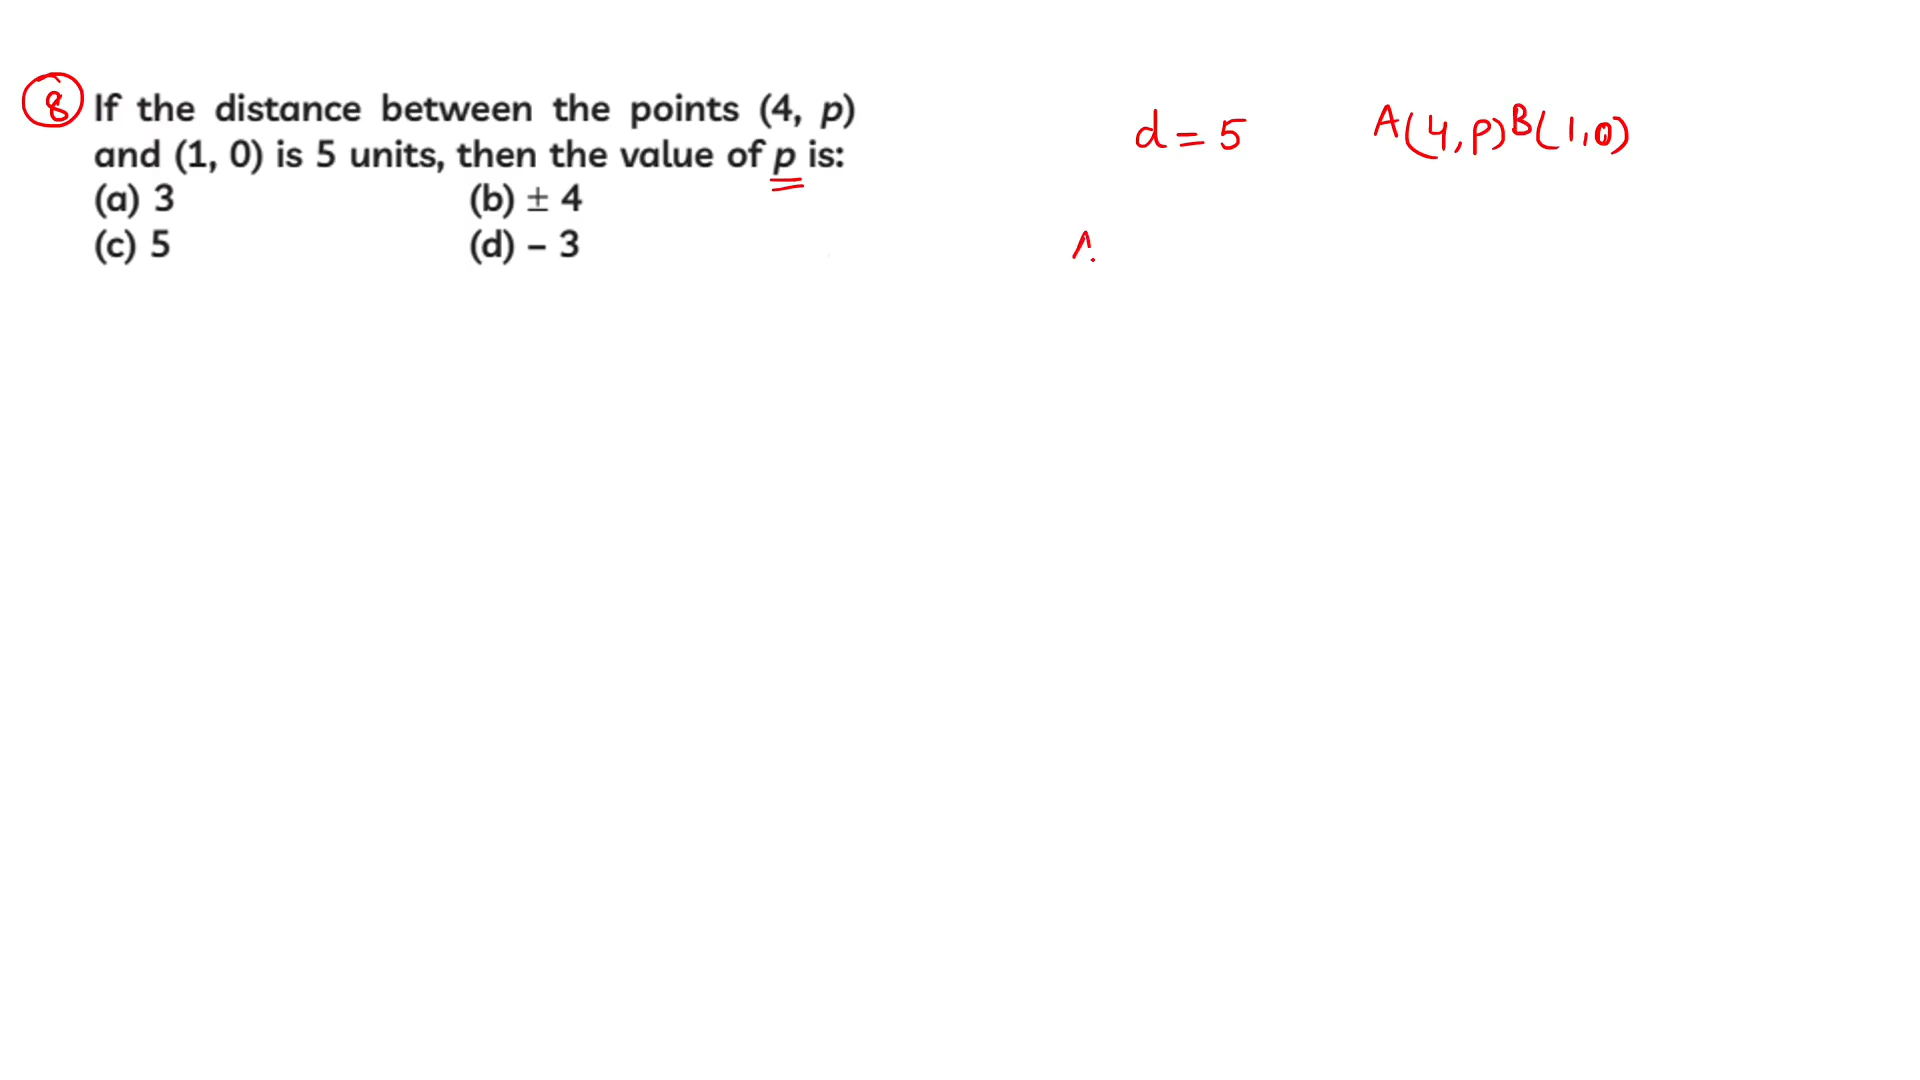 8 If the distance between the points (4, p)
and (1, 0) is 5 units, then the value of p is:
(a) 3 (b) ± 4
(c) 5 (d) – 3
d = 5 A(4,p) B(1,0)